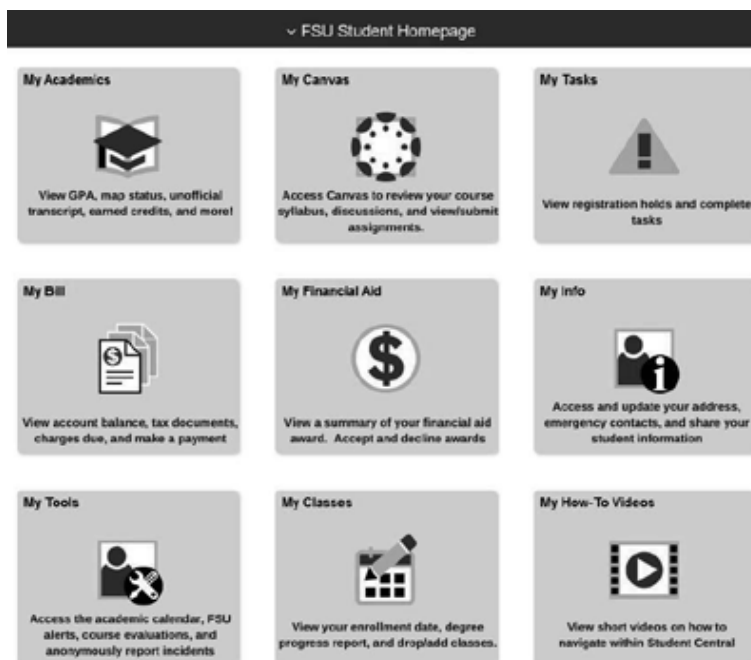 FSU Student Homepage
My Academics
View GPA, map status, unofficial
transcript, earned credits, and more!
My Canvas
Access Canvas to review your course
syllabus, discussions, and view/submit
assignments.
My Tasks
View registration holds and complete
tasks
My Bill
View account balance, tax documents,
charges due, and make a payment
My Financial Aid
View a summary of your financial aid
award. Accept and decline awards
My Info
Access and update your address,
emergency contacts, and share your
student information
My Tools
Access the academic calendar, FSU
alerts, course evaluations, and
anonymously report incidents
My Classes
View your enrollment date, degree
progress report, and drop/add classes.
My How-To Videos
View short videos on how to
navigate within Student Central